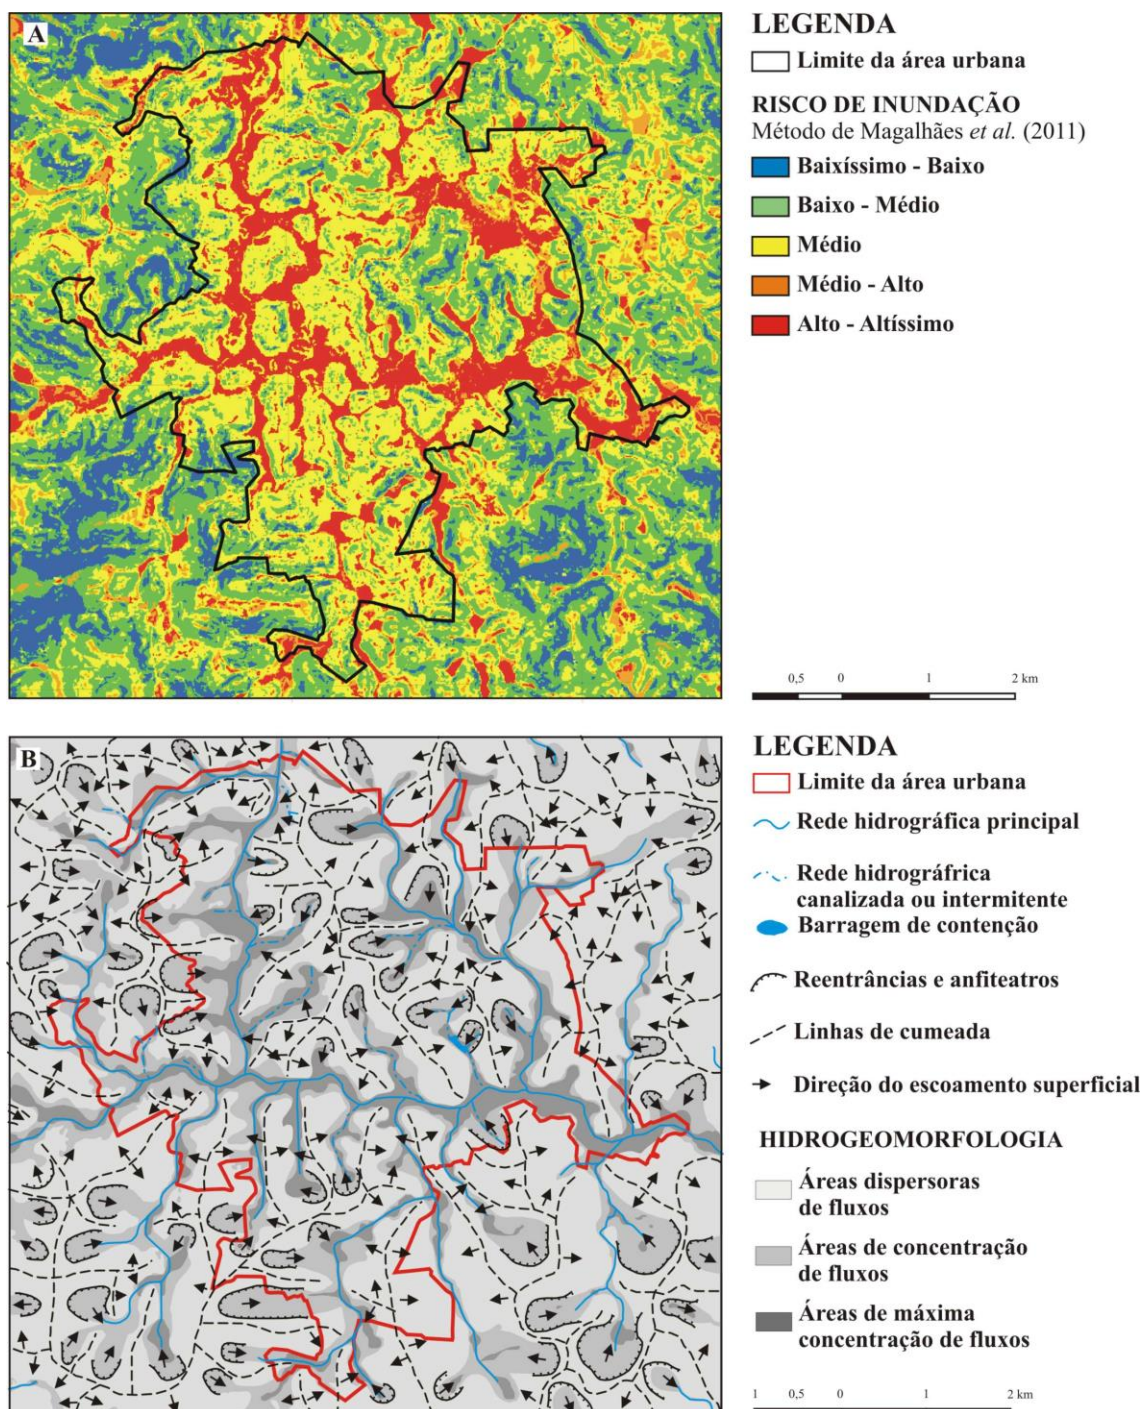 A
LEGENDA
Limite da área urbana
RISCO DE INUNDAÇÃO
Método de Magalhães et al. (2011)
Baixíssimo - Baixo
Baixo - Médio
Médio
Médio - Alto
Alto - Altíssimo
0,5 0 1 2 km
B
LEGENDA
Limite da área urbana
Rede hidrográfica principal
Rede hidrográfrica
canalizada ou intermitente
Barragem de contenção
Reentrâncias e anfiteatros
Linhas de cumeada
Direção do escoamento superficial
HIDROGEOMORFOLOGIA
Áreas dispersoras
de fluxos
Áreas de concentração
de fluxos
Áreas de máxima
concentração de fluxos
1 0,5 0 1 2 km